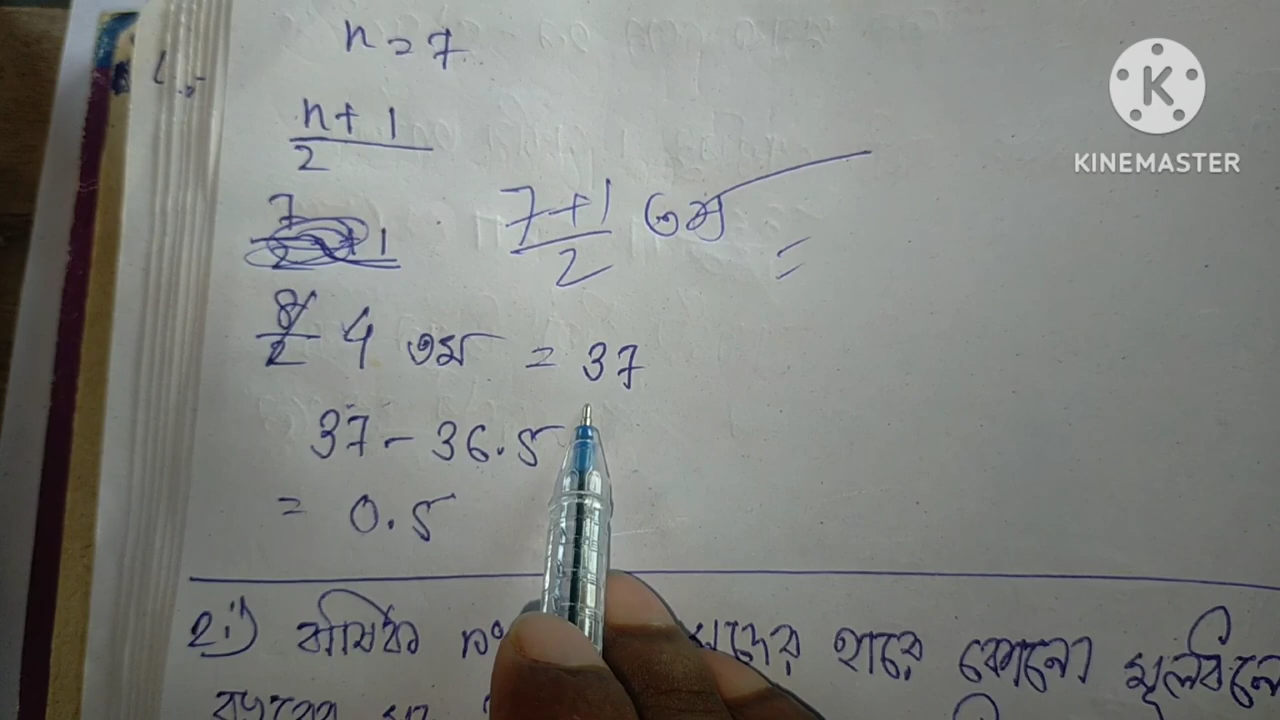 n = 7
KINEMASTER
n+1
2
7+1
2 তম =
8
2 4 তম = 37
37 - 36.5
= 0.5
2i) বার্ষিক সুদের হারে কোনো মূলধনে